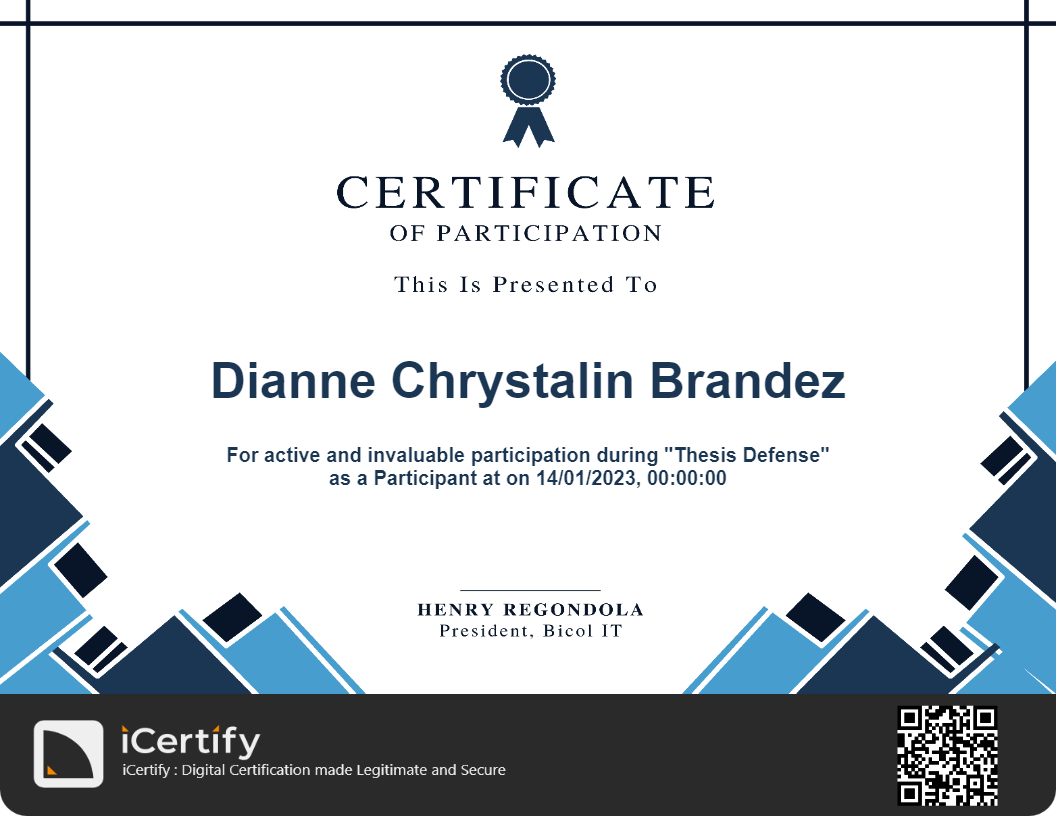 CERTIFICATE
OF PARTICIPATION
This Is Presented To
Dianne Chrystalin Brandez
For active and invaluable participation during "Thesis Defense"
as a Participant at on 14/01/2023, 00:00:00
HENRY REGONDOLA
President, Bicol IT
iCertify
iCertify : Digital Certification made Legitimate and Secure